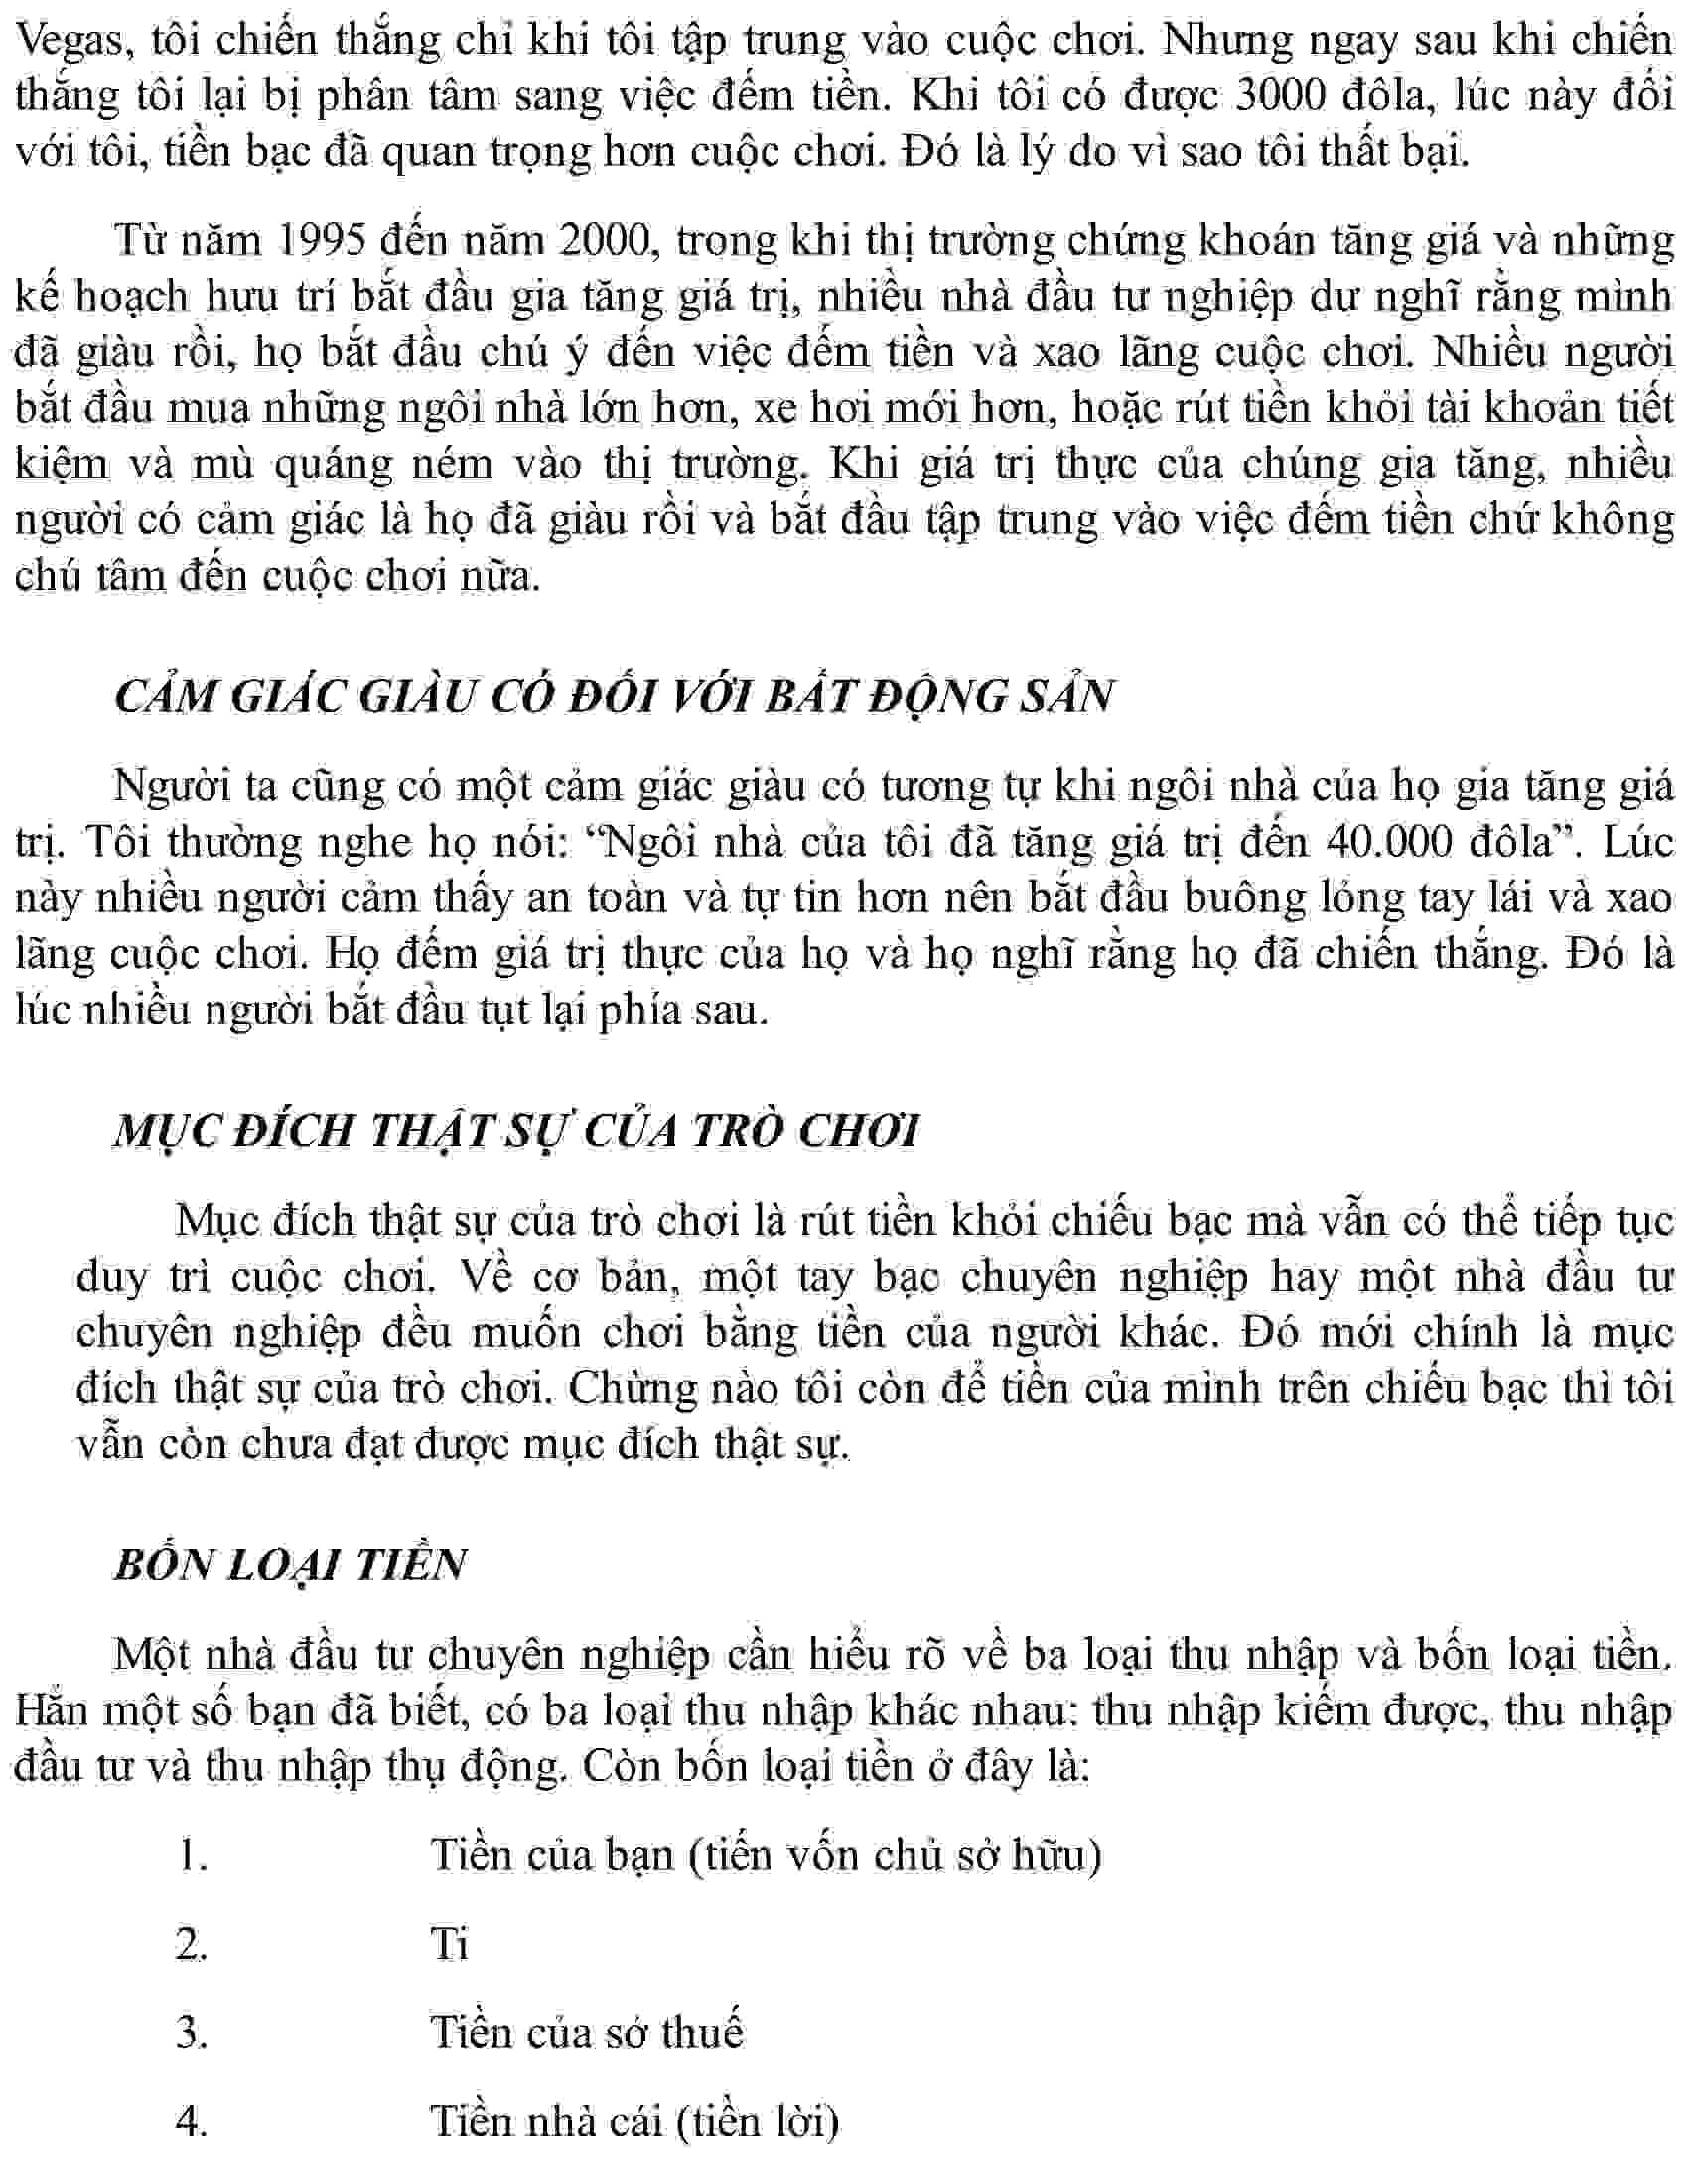 Vegas, tôi chiến thắng chỉ khi tôi tập trung vào cuộc chơi. Nhưng ngay sau khi chiến
thắng tôi lại bị phân tâm sang việc đếm tiền. Khi tôi có được 3000 đôla, lúc này đối
với tôi, tiền bạc đã quan trọng hơn cuộc chơi. Đó là lý do vì sao tôi thất bại.
Từ năm 1995 đến năm 2000, trong khi thị trường chứng khoán tăng giá và những
kế hoạch hưu trí bắt đầu gia tăng giá trị, nhiều nhà đầu tư nghiệp dư nghĩ rằng mình
đã giàu rồi, họ bắt đầu chú ý đến việc đếm tiền và xao lãng cuộc chơi. Nhiều người
bắt đầu mua những ngôi nhà lớn hơn, xe hơi mới hơn, hoặc rút tiền khỏi tài khoản tiết
kiệm và mù quáng ném vào thị trường. Khi giá trị thực của chúng gia tăng, nhiều
người có cảm giác là họ đã giàu rồi và bắt đầu tập trung vào việc đếm tiền chứ không
chú tâm đến cuộc chơi nữa.
CẢM GIÁC GIÀU CÓ ĐỐI VỚI BẤT ĐỘNG SẢN
Người ta cũng có một cảm giác giàu có tương tự khi ngôi nhà của họ gia tăng giá
trị. Tôi thường nghe họ nói: “Ngôi nhà của tôi đã tăng giá trị đến 40.000 đôla”. Lúc
này nhiều người cảm thấy an toàn và tự tin hơn nên bắt đầu buông lỏng tay lái và xao
lãng cuộc chơi. Họ đếm giá trị thực của họ và họ nghĩ rằng họ đã chiến thắng. Đó là
lúc nhiều người bắt đầu tụt lại phía sau.
MỤC ĐÍCH THẬT SỰ CỦA TRÒ CHƠI
Mục đích thật sự của trò chơi là rút tiền khỏi chiếu bạc mà vẫn có thể tiếp tục
duy trì cuộc chơi. Về cơ bản, một tay bạc chuyên nghiệp hay một nhà đầu tư
chuyên nghiệp đều muốn chơi bằng tiền của người khác. Đó mới chính là mục
đích thật sự của trò chơi. Chừng nào tôi còn để tiền của mình trên chiếu bạc thì tôi
vẫn còn chưa đạt được mục đích thật sự.
BỐN LOẠI TIỀN
Một nhà đầu tư chuyên nghiệp cần hiểu rõ về ba loại thu nhập và bốn loại tiền.
Hẳn một số bạn đã biết, có ba loại thu nhập khác nhau: thu nhập kiếm được, thu nhập
đầu tư và thu nhập thụ động. Còn bốn loại tiền ở đây là:
1. Tiền của bạn (tiến vốn chủ sở hữu)
2. Ti
3. Tiền của sở thuế
4. Tiền nhà cái (tiền lời)